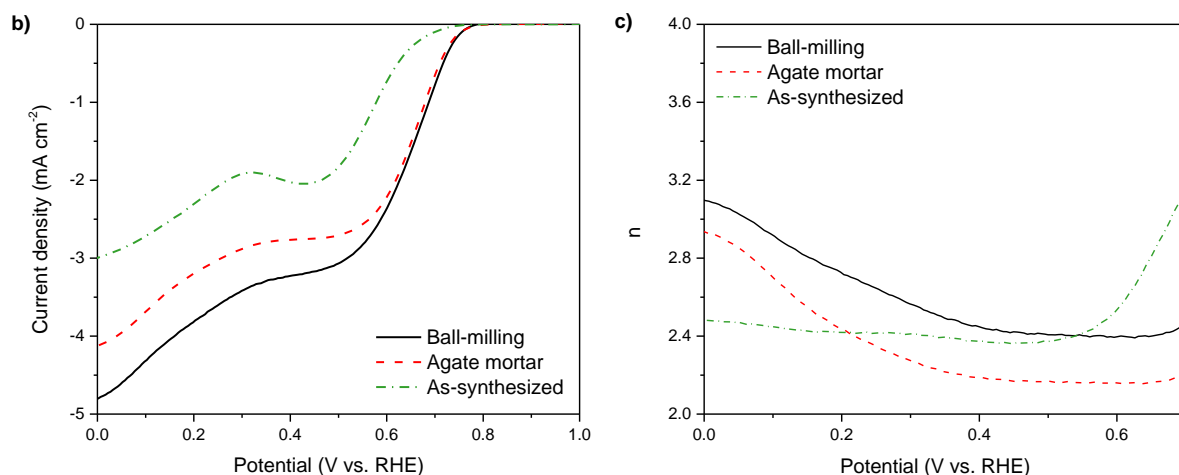 b)
Current density (mA cm-2)
0
-1
-2
-3
-4
-5
Ball-milling
Agate mortar
As-synthesized
0.0 0.2 0.4 0.6 0.8 1.0
Potential (V vs. RHE)
c)
n
4.0
3.6
3.2
2.8
2.4
2.0
Ball-milling
Agate mortar
As-synthesized
0.0 0.2 0.4 0.6
Potential (V vs. RHE)